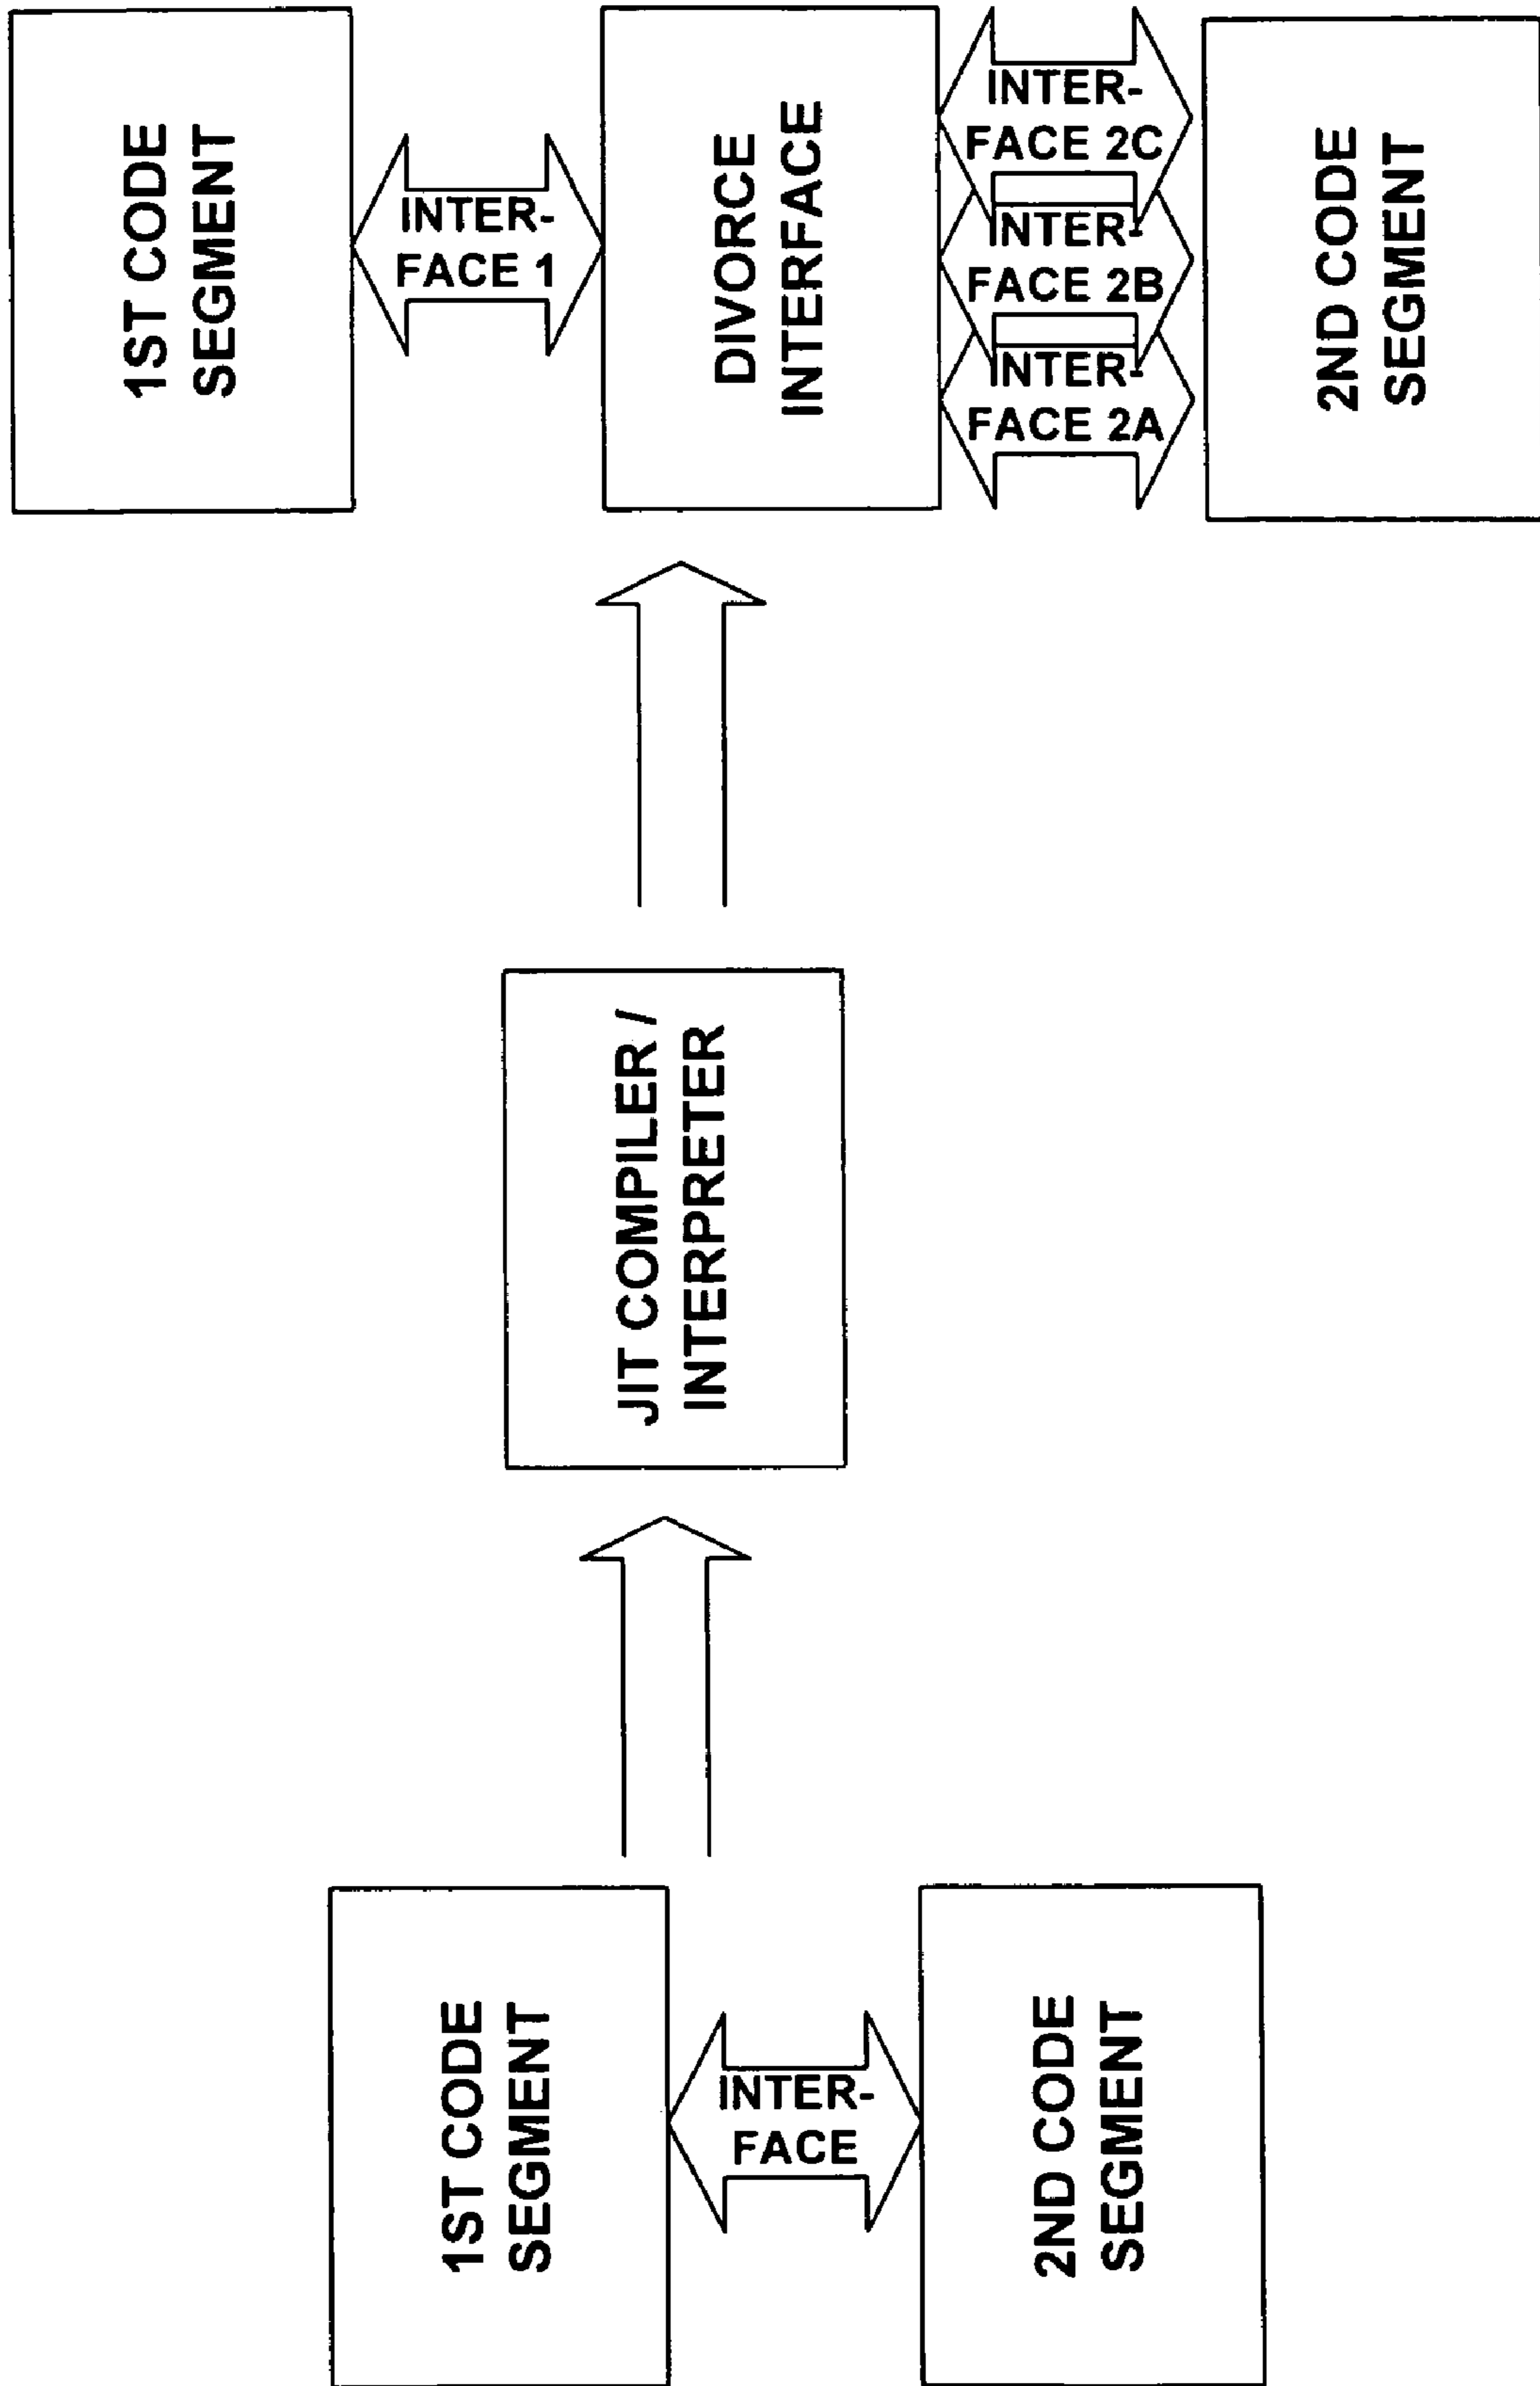 1ST CODE
SEGMENT
INTER-
FACE
2ND CODE
SEGMENT
JIT COMPILER /
INTERPRETER
1ST CODE
SEGMENT
INTER-
FACE 1
DIVORCE
INTERFACE
INTER-
FACE 2C
INTER-
FACE 2B
INTER-
FACE 2A
2ND CODE
SEGMENT